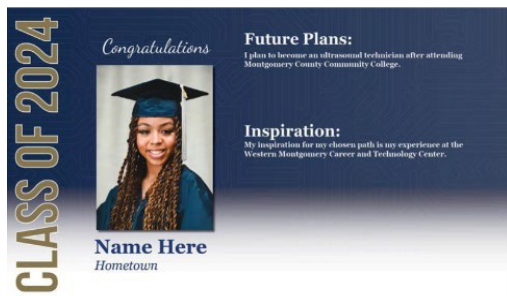 CLASS OF 2024
Congratulations
Name Here
Hometown
Future Plans:
I plan to become an ultrasound technician after attending
Montgomery County Community College.
Inspiration:
My inspiration for my chosen path is my experience at the
Western Montgomery Career and Technology Center.